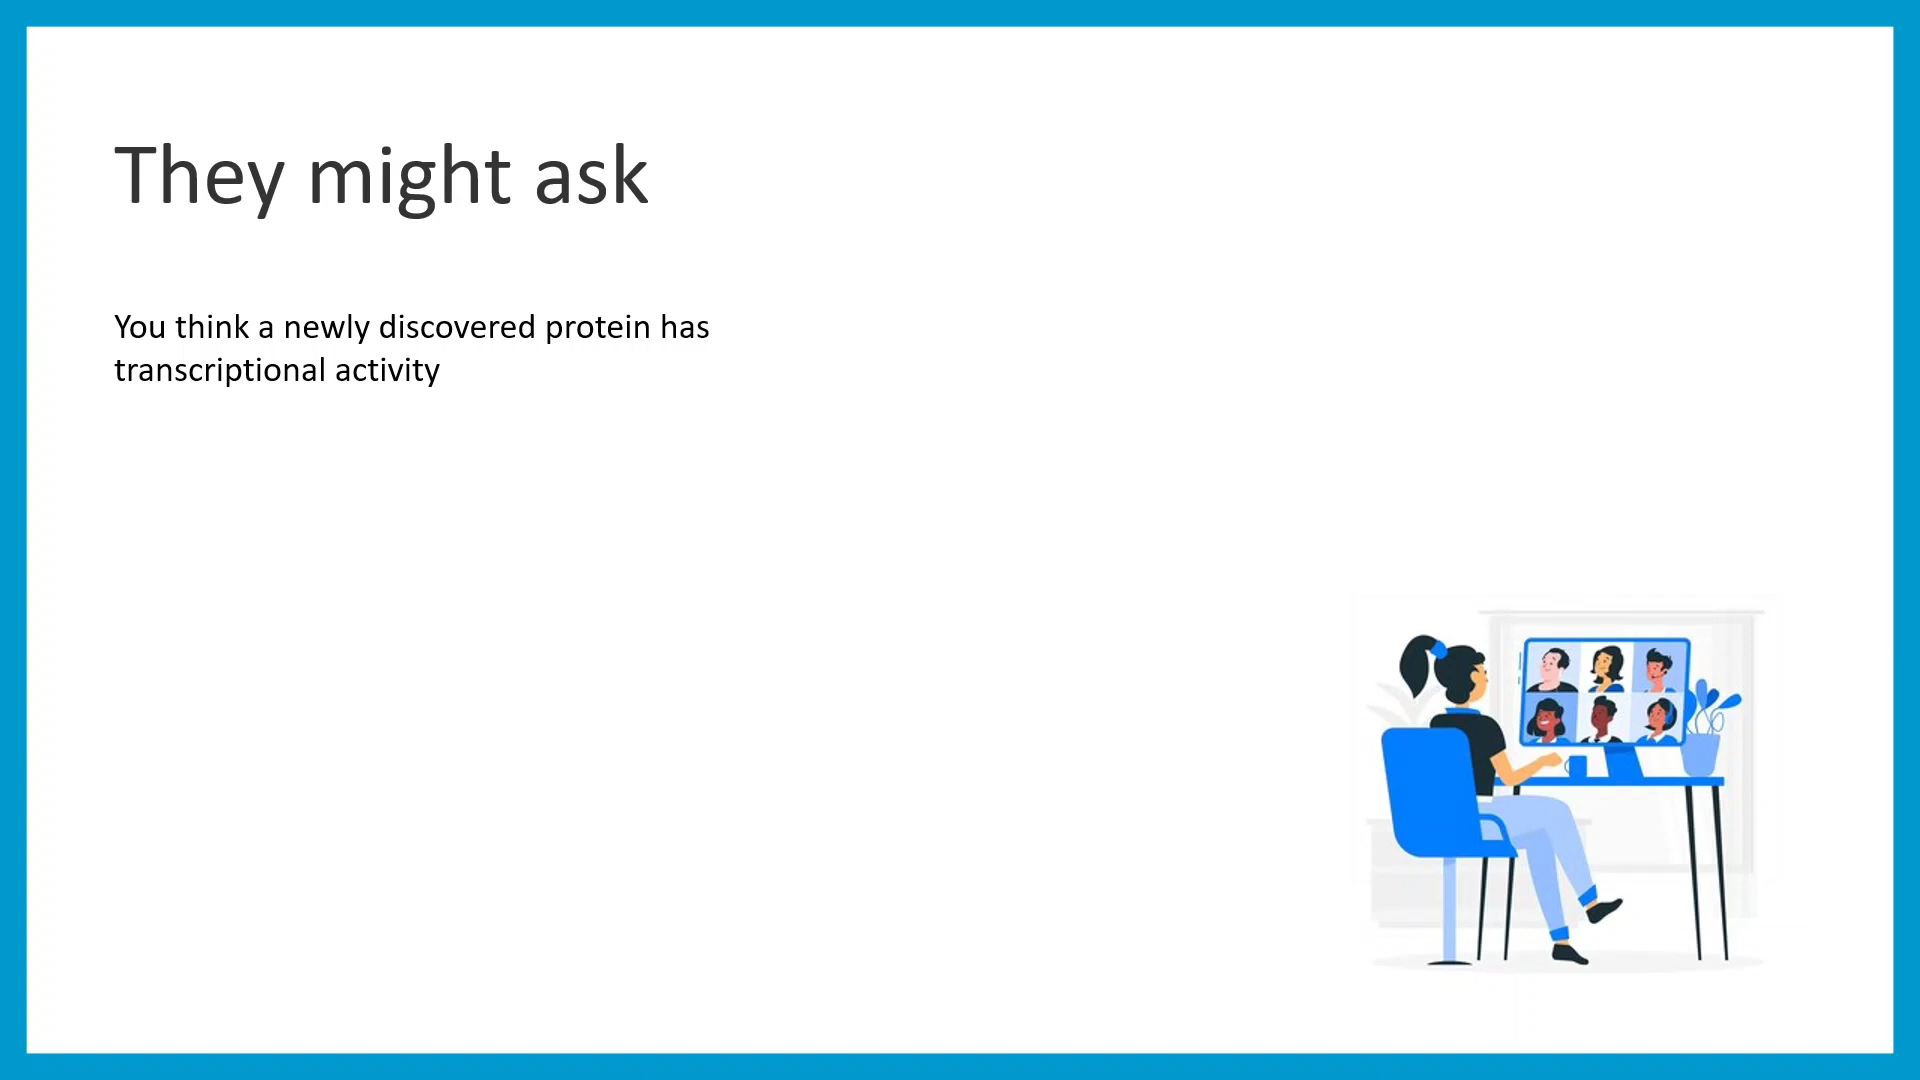 They might ask
You think a newly discovered protein has
transcriptional activity